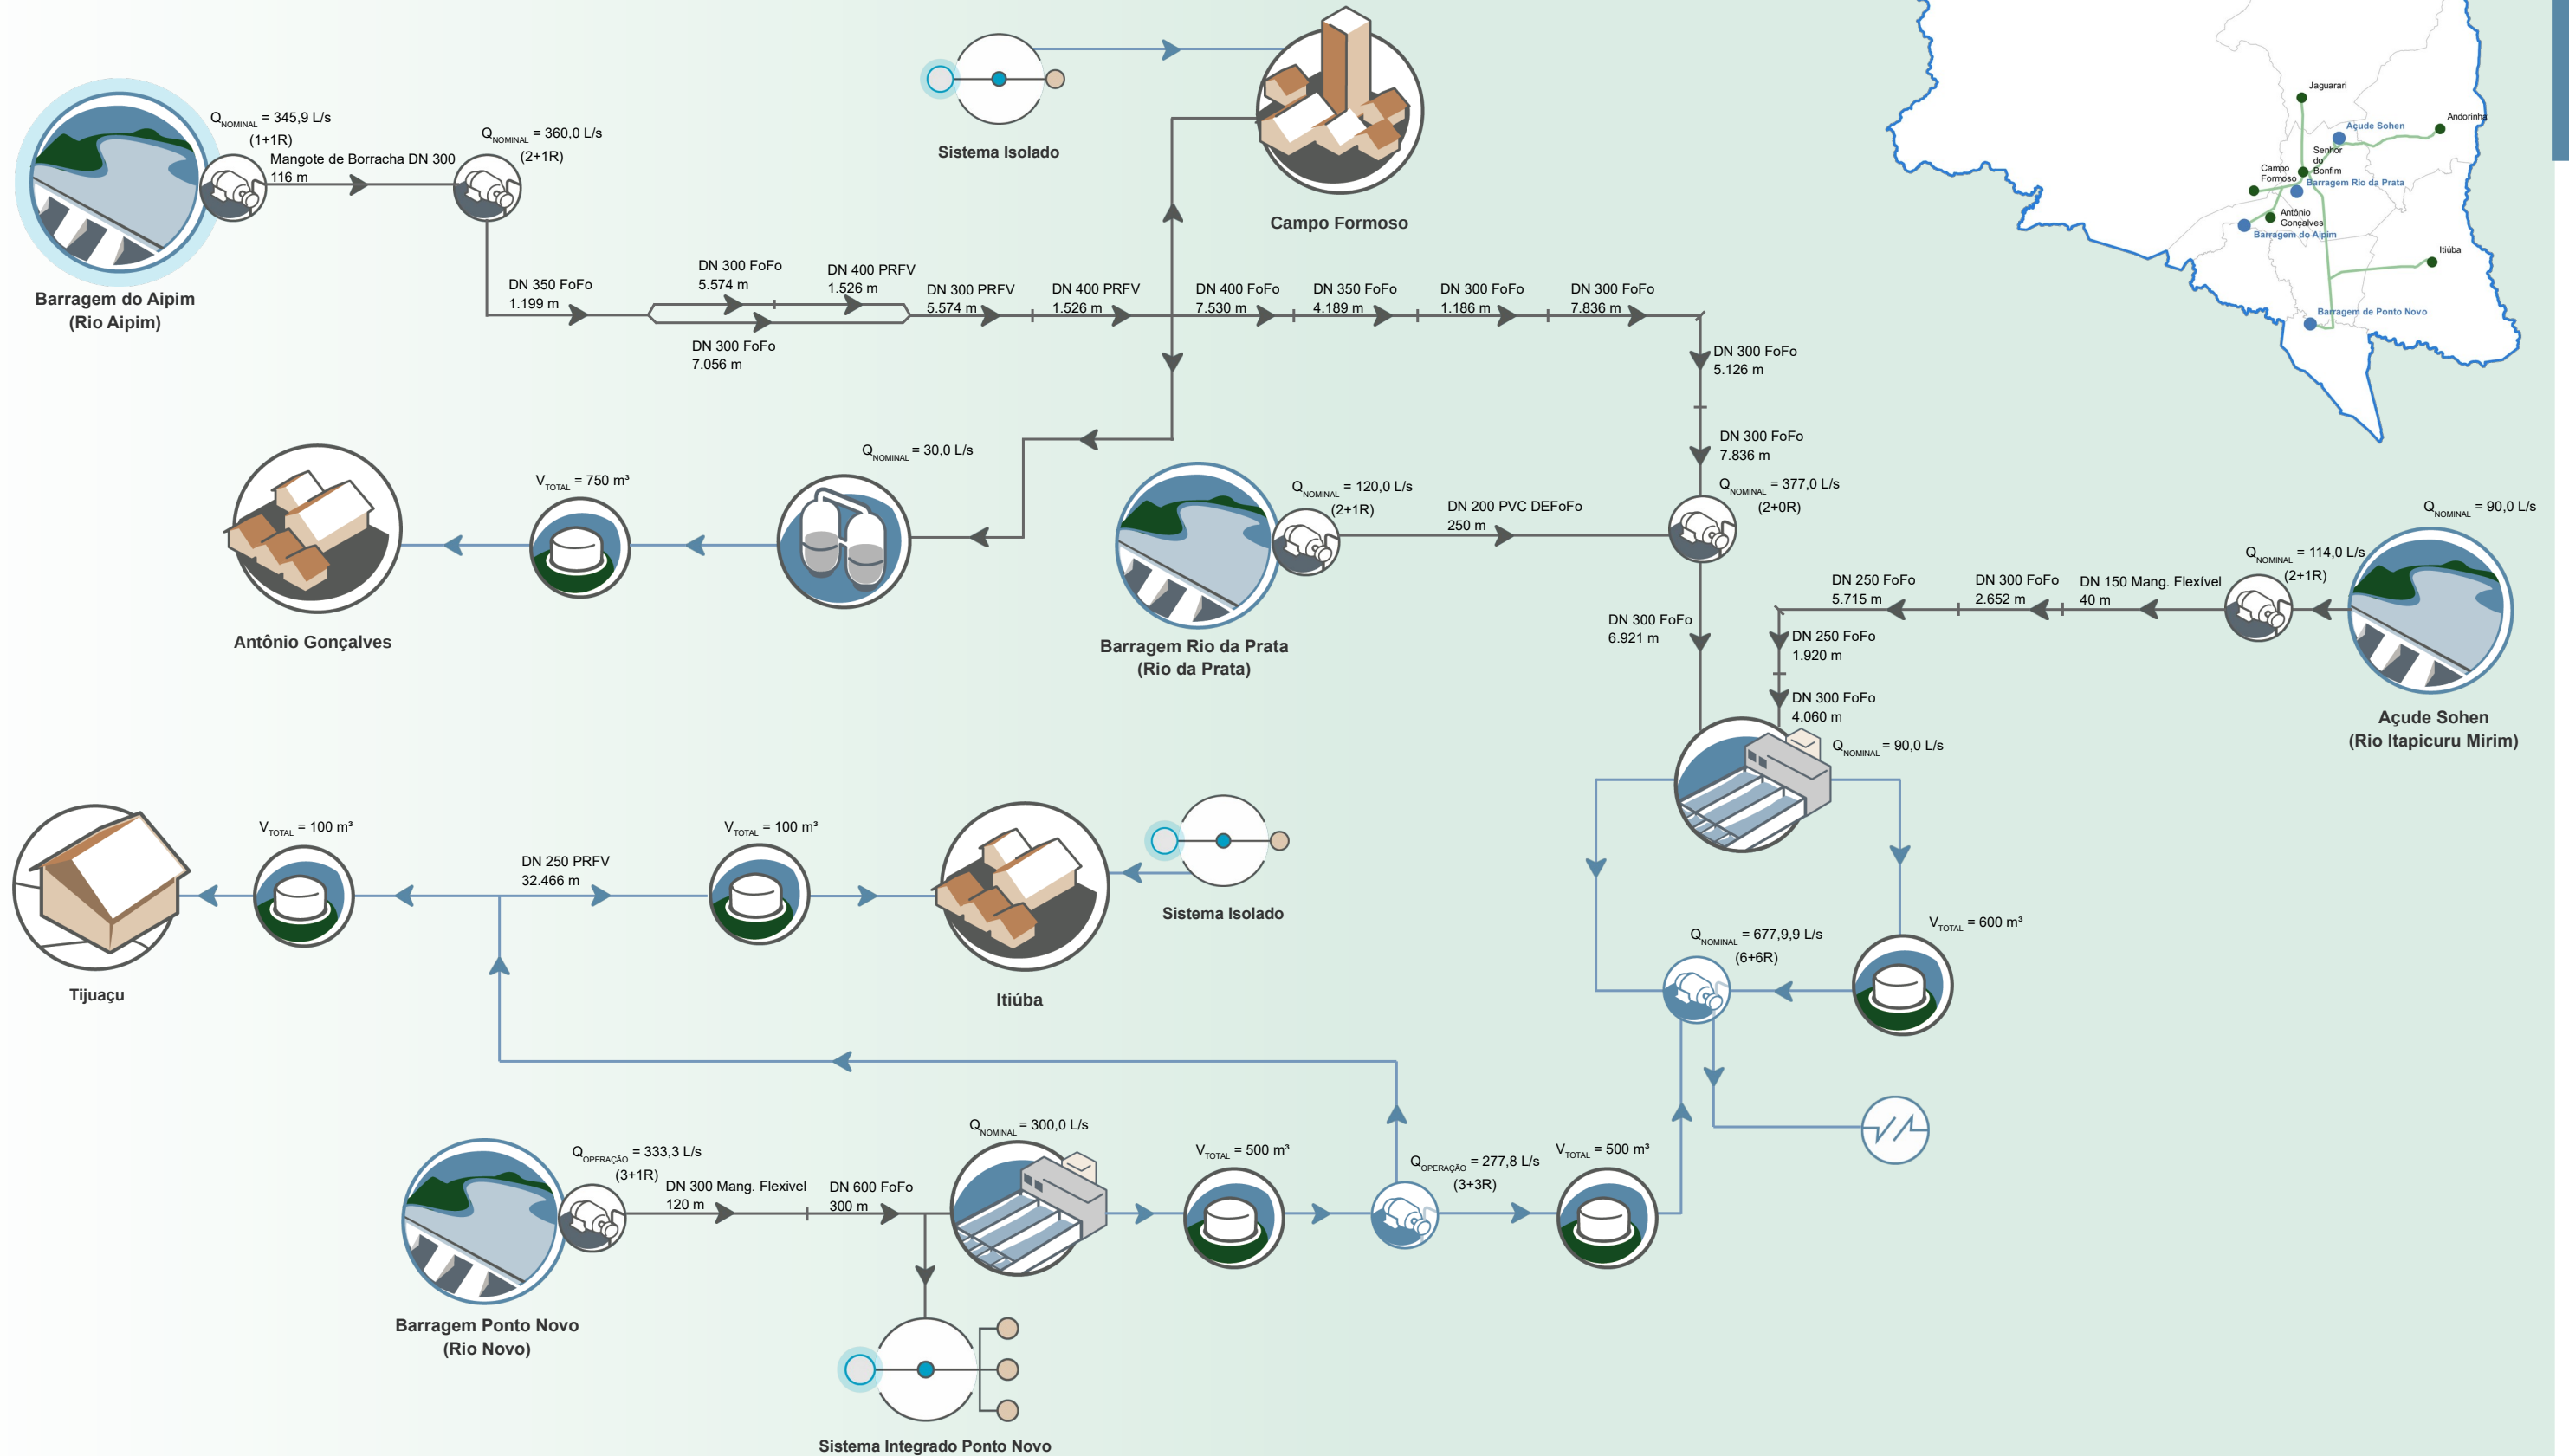 Sistema Isolado
Campo Formoso
QNOMINAL = 345,9 L/s
(1+1R)
Mangote de Borracha DN 300
116 m
QNOMINAL = 360,0 L/s
(2+1R)
Barragem do Aipim
(Rio Aipim)
DN 350 FoFo
1.199 m
DN 300 FoFo
5.574 m
DN 400 PRFV
1.526 m
DN 300 FoFo
7.056 m
DN 300 PRFV
5.574 m
DN 400 PRFV
1.526 m
DN 400 FoFo
7.530 m
DN 350 FoFo
4.189 m
DN 300 FoFo
1.186 m
DN 300 FoFo
7.836 m
DN 300 FoFo
5.126 m
DN 300 FoFo
7.836 m
Jaguarari
Andorinha
Açude Sohen
Senhor
do
Bonfim
Campo
Formoso
Barragem Rio da Prata
Antônio
Gonçalves
Barragem do Aipim
Itiúba
Barragem de Ponto Novo
Antônio Gonçalves
VTOTAL = 750 m³
QNOMINAL = 30,0 L/s
Barragem Rio da Prata
(Rio da Prata)
QNOMINAL = 120,0 L/s
(2+1R)
DN 200 PVC DEFoFo
250 m
QNOMINAL = 377,0 L/s
(2+0R)
DN 300 FoFo
6.921 m
QNOMINAL = 90,0 L/s
QNOMINAL = 114,0 L/s
(2+1R)
DN 150 Mang. Flexível
40 m
DN 300 FoFo
2.652 m
DN 250 FoFo
5.715 m
DN 250 FoFo
1.920 m
DN 300 FoFo
4.060 m
Açude Sohen
(Rio Itapicuru Mirim)
QNOMINAL = 90,0 L/s
Tijuaçu
VTOTAL = 100 m³
DN 250 PRFV
32.466 m
VTOTAL = 100 m³
Itiúba
Sistema Isolado
QNOMINAL = 677,9,9 L/s
(6+6R)
VTOTAL = 600 m³
Barragem Ponto Novo
(Rio Novo)
QOPERAÇÃO = 333,3 L/s
(3+1R)
DN 300 Mang. Flexivel
120 m
DN 600 FoFo
300 m
QNOMINAL = 300,0 L/s
VTOTAL = 500 m³
QOPERAÇÃO = 277,8 L/s
(3+3R)
VTOTAL = 500 m³
Sistema Integrado Ponto Novo